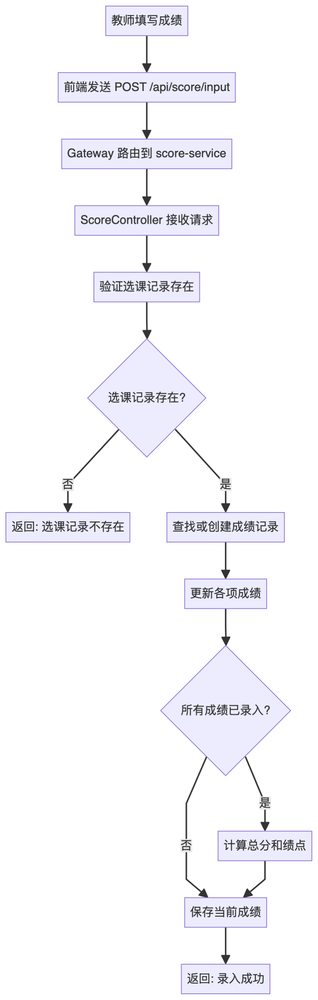 教师填写成绩
前端发送 POST /api/score/input
Gateway 路由到 score-service
ScoreController 接收请求
验证选课记录存在
选课记录存在?
否
是
返回: 选课记录不存在
查找或创建成绩记录
更新各项成绩
所有成绩已录入?
是
否
计算总分和绩点
保存当前成绩
返回: 录入成功